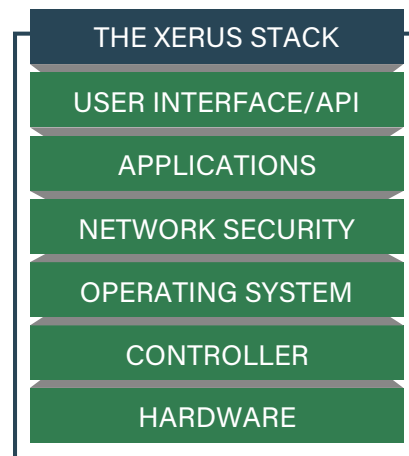 THE XERUS STACK
USER INTERFACE/API
APPLICATIONS
NETWORK SECURITY
OPERATING SYSTEM
CONTROLLER
HARDWARE